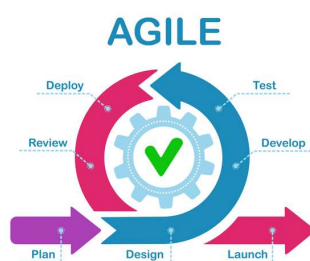 AGILE
Deploy
Test
Review
Develop
Plan
Design
Launch